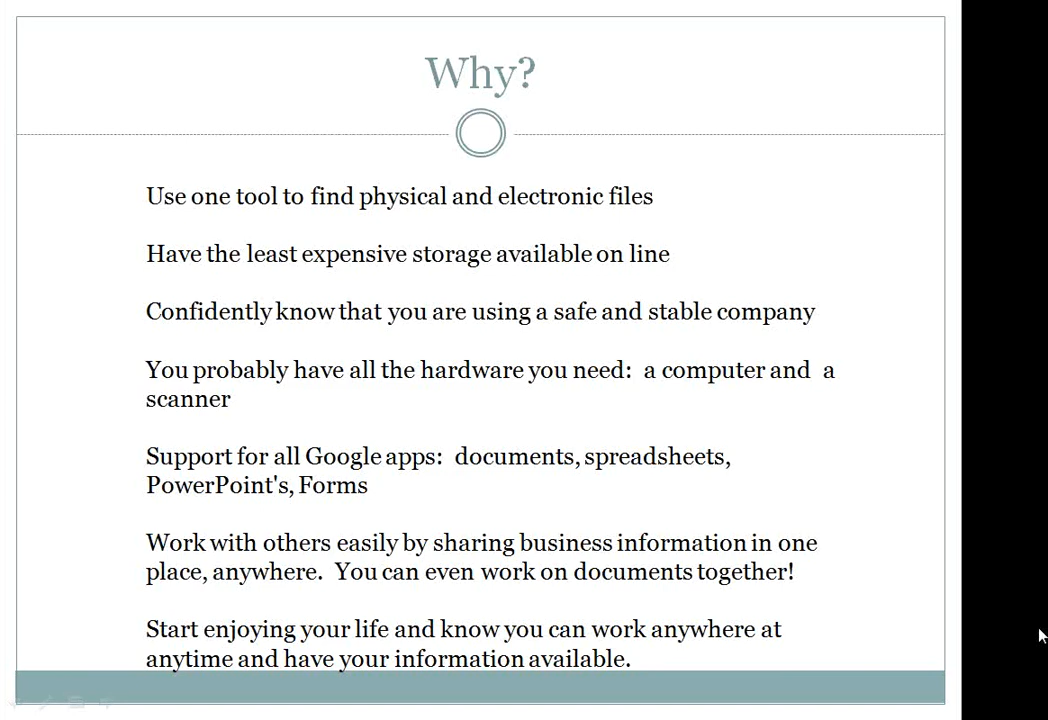 Why?
Use one tool to find physical and electronic files
Have the least expensive storage available on line
Confidently know that you are using a safe and stable company
You probably have all the hardware you need:  a computer and  a
scanner
Support for all Google apps:  documents, spreadsheets,
PowerPoint's, Forms
Work with others easily by sharing business information in one
place, anywhere.  You can even work on documents together!
Start enjoying your life and know you can work anywhere at
anytime and have your information available.